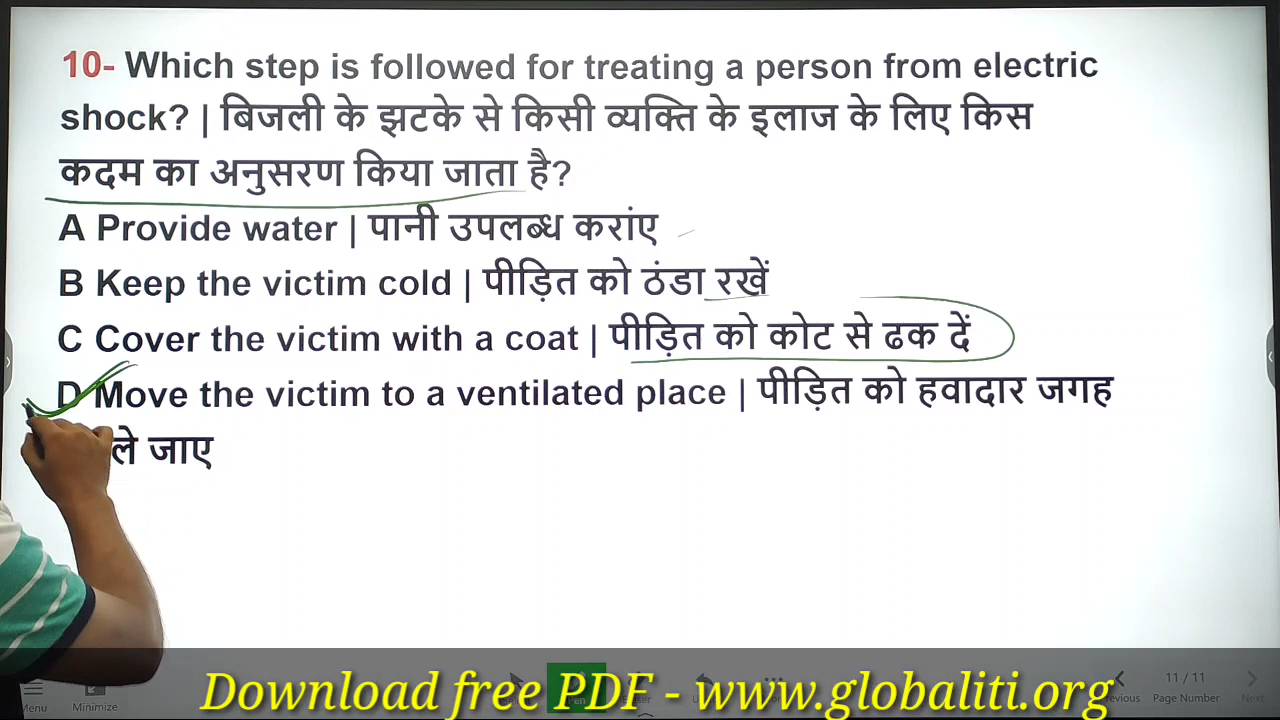 10- Which step is followed for treating a person from electric
shock? | बिजली के झटके से किसी व्यक्ति के इलाज के लिए किस
कदम का अनुसरण किया जाता है?
A Provide water | पानी उपलब्ध कराएं
B Keep the victim cold | पीड़ित को ठंडा रखें
C Cover the victim with a coat | पीड़ित को कोट से ढक दें
D Move the victim to a ventilated place | पीड़ित को हवादार जगह
ले जाए
Download free PDF - www.globaliti.org
Menu Minimize Pen 11 / 11 Page Number Next